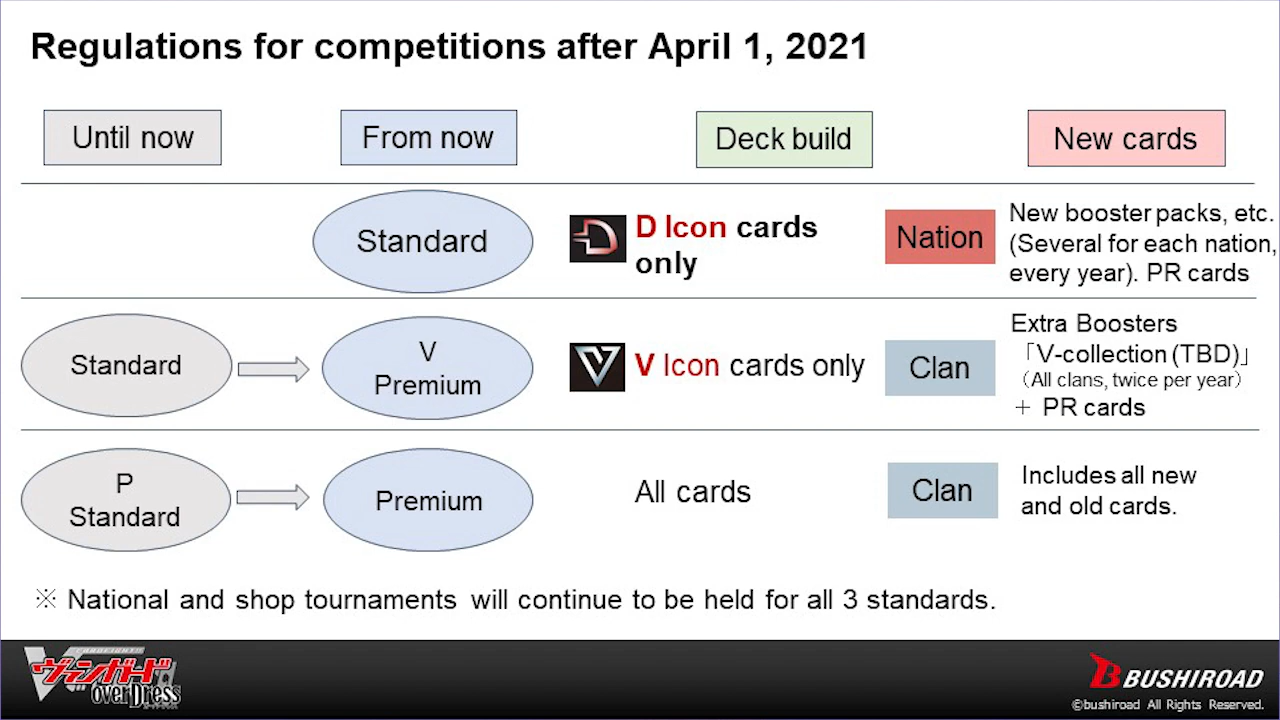 Regulations for competitions after April 1, 2021
Until now
From now
Deck build
New cards
Standard
D Icon cards
only
Nation
New booster packs, etc.
(Several for each nation,
every year). PR cards
Standard
V
Premium
V Icon cards only
Clan
Extra Boosters
「V-collection (TBD)」
（All clans, twice per year）
＋ PR cards
P
Standard
Premium
All cards
Clan
Includes all new
and old cards.
※ National and shop tournaments will continue to be held for all 3 standards.
CARDFIGHT!!
ヴァンガード
overDress
BUSHIROAD
©bushiroad All Rights Reserved.